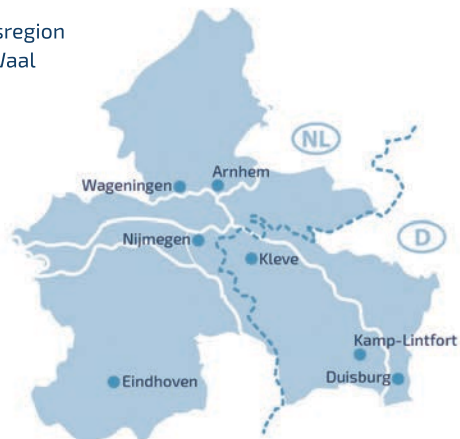 sregion
Waal
NL
Arnhem
Wageningen
D
Nijmegen
Kleve
Kamp-Lintfort
Eindhoven
Duisburg